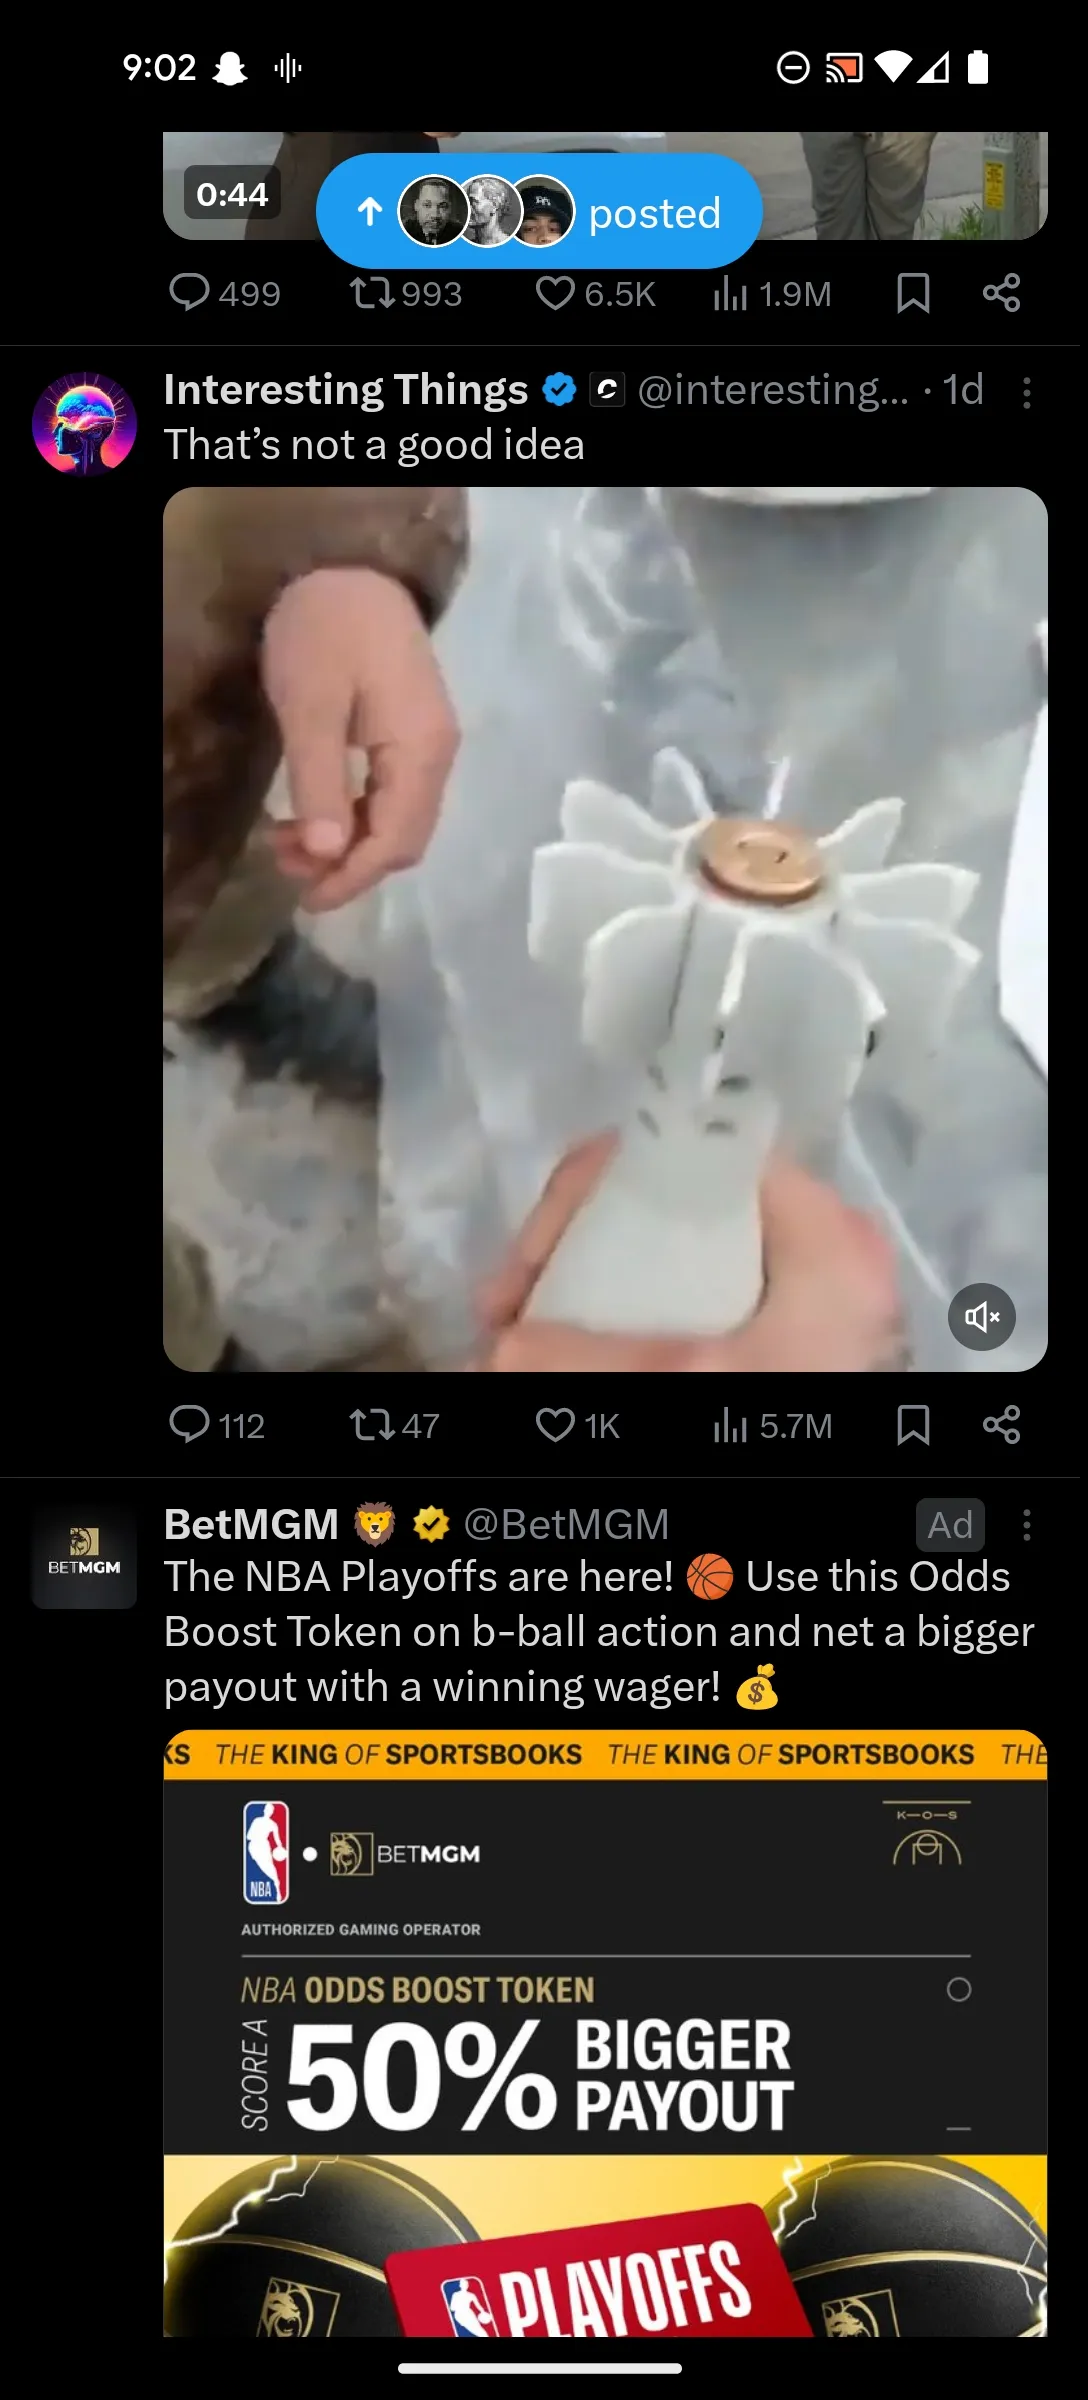 9:02
0:44
posted
499 993 6.5K 1.9M
Interesting Things @interesting... · 1d
That's not a good idea
112 47 1K 5.7M
BetMGM 🦁 @BetMGM Ad
BETMGM
The NBA Playoffs are here! 🏀 Use this Odds
Boost Token on b-ball action and net a bigger
payout with a winning wager! 💰
KS THE KING OF SPORTSBOOKS THE KING OF SPORTSBOOKS THE
K-O-S
NBA
BETMGM
AUTHORIZED GAMING OPERATOR
NBA ODDS BOOST TOKEN
SCORE A
50% BIGGER
PAYOUT
PLAYOFFS